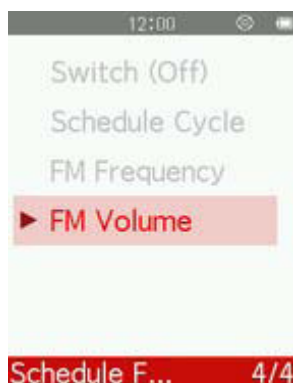 12:00
Switch (Off)
Schedule Cycle
FM Frequency
FM Volume
Schedule F... 4/4